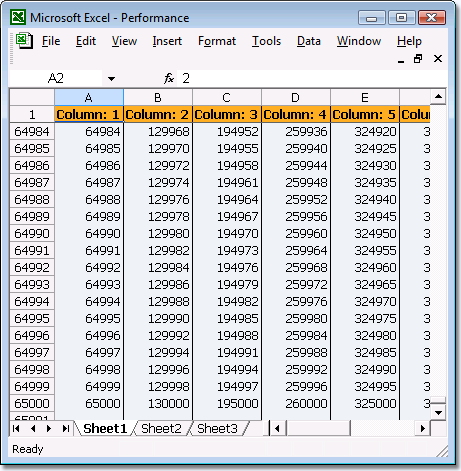 Microsoft Excel - Performance
File Edit View Insert Format Tools Data Window Help
A2 fx 2
A B C D E
1 Column: 1 Column: 2 Column: 3 Column: 4 Column: 5 Colum
64984 64984 129968 194952 259936 324920 3
64985 64985 129970 194955 259940 324925 3
64986 64986 129972 194958 259944 324930 3
64987 64987 129974 194961 259948 324935 3
64988 64988 129976 194964 259952 324940 3
64989 64989 129978 194967 259956 324945 3
64990 64990 129980 194970 259960 324950 3
64991 64991 129982 194973 259964 324955 3
64992 64992 129984 194976 259968 324960 3
64993 64993 129986 194979 259972 324965 3
64994 64994 129988 194982 259976 324970 3
64995 64995 129990 194985 259980 324975 3
64996 64996 129992 194988 259984 324980 3
64997 64997 129994 194991 259988 324985 3
64998 64998 129996 194994 259992 324990 3
64999 64999 129998 194997 259996 324995 3
65000 65000 130000 195000 260000 325000 3
65001
Sheet1 Sheet2 Sheet3
Ready